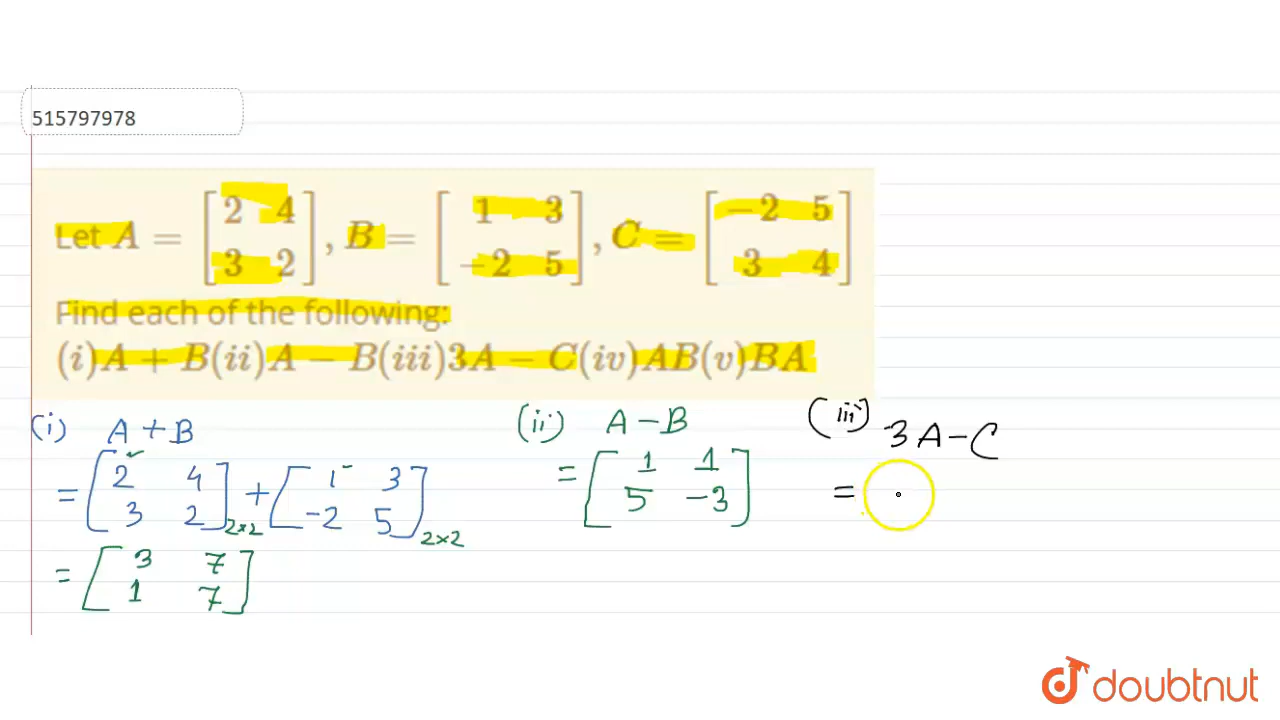 515797978
Let A = [2 4], B = [1 3], C = [−2 5]
[3 2] [−2 5] [3 4]
Find each of the following:
(i)A + B(ii)A − B(iii)3A − C(iv)AB(v)BA
(i) A + B
= [2 4] + [1 3]
[3 2]2×2 [-2 5]2×2
= [3 7]
[1 7]
(ii) A − B
= [1 1]
[5 −3]
(iii) 3A − C
=
doubtnut